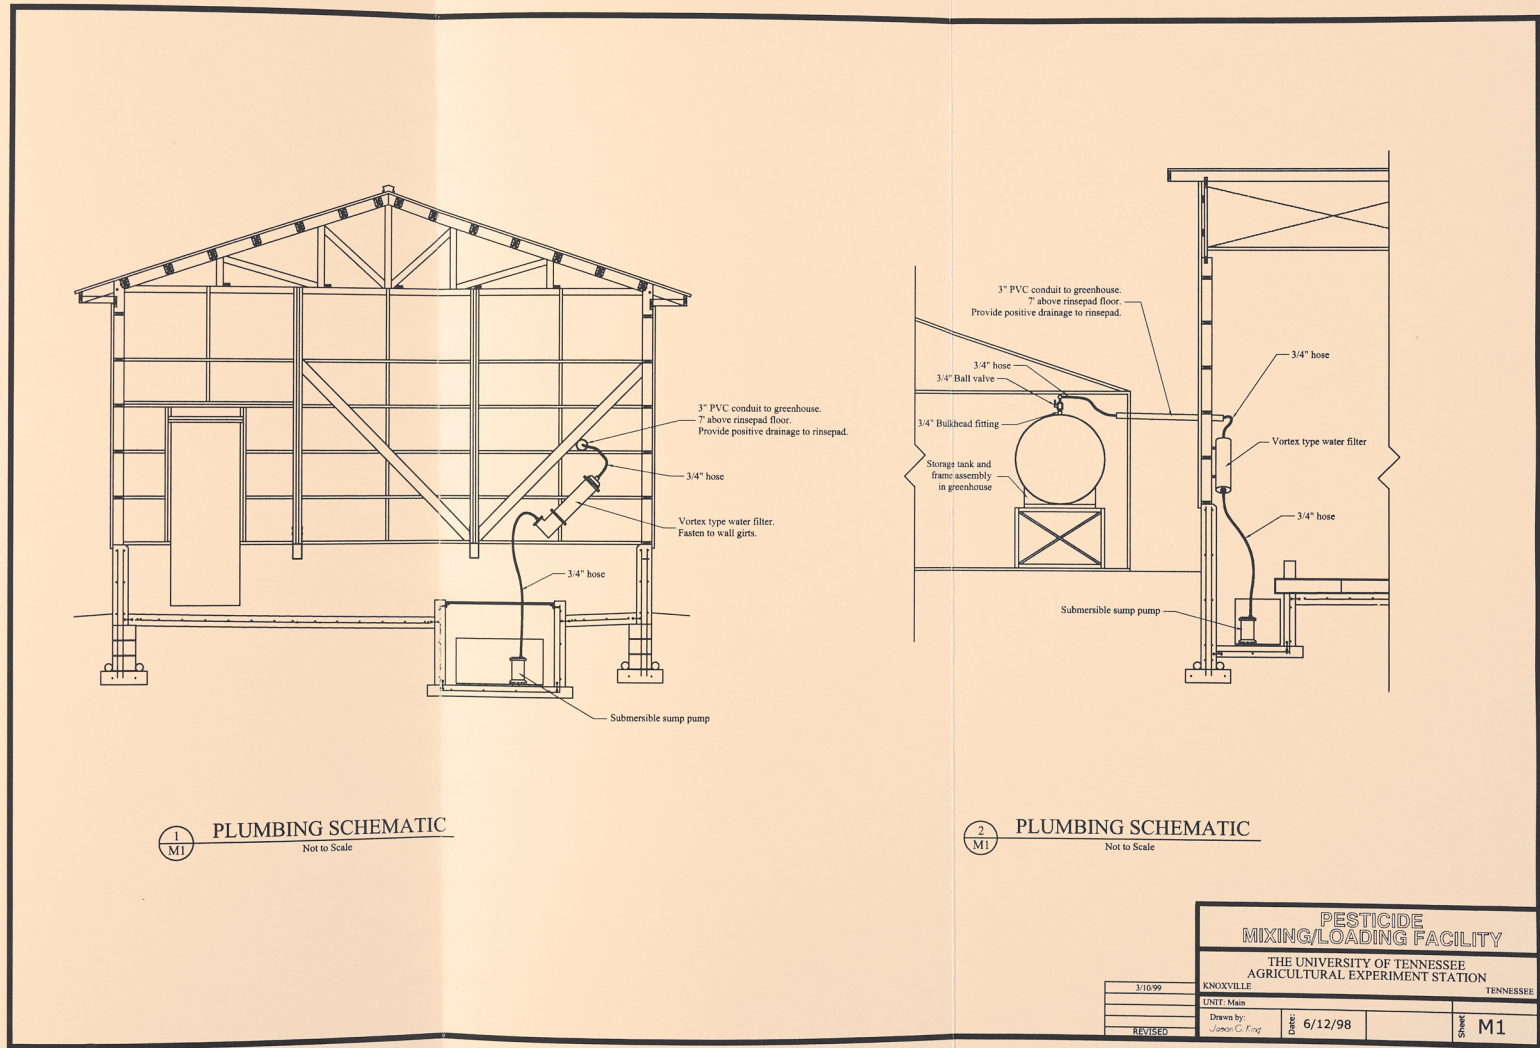 3" PVC conduit to greenhouse.
7' above rinsepad floor.
Provide positive drainage to rinsepad.
3/4" hose
Vortex type water filter.
Fasten to wall girts.
3/4" hose
Submersible sump pump
1
M1
PLUMBING SCHEMATIC
Not to Scale
3" PVC conduit to greenhouse.
7' above rinsepad floor.
Provide positive drainage to rinsepad.
3/4" hose
3/4" hose
3/4" Ball valve
3/4" Bulkhead fitting
Vortex type water filter
Storage tank and
frame assembly
in greenhouse
3/4" hose
Submersible sump pump
2
M1
PLUMBING SCHEMATIC
Not to Scale
PESTICIDE
MIXING/LOADING FACILITY
THE UNIVERSITY OF TENNESSEE
AGRICULTURAL EXPERIMENT STATION
KNOXVILLE TENNESSEE
3/10/99
REVISED
UNIT: Main
Drawn by:
Jason G. King
Date: 6/12/98
Sheet M1